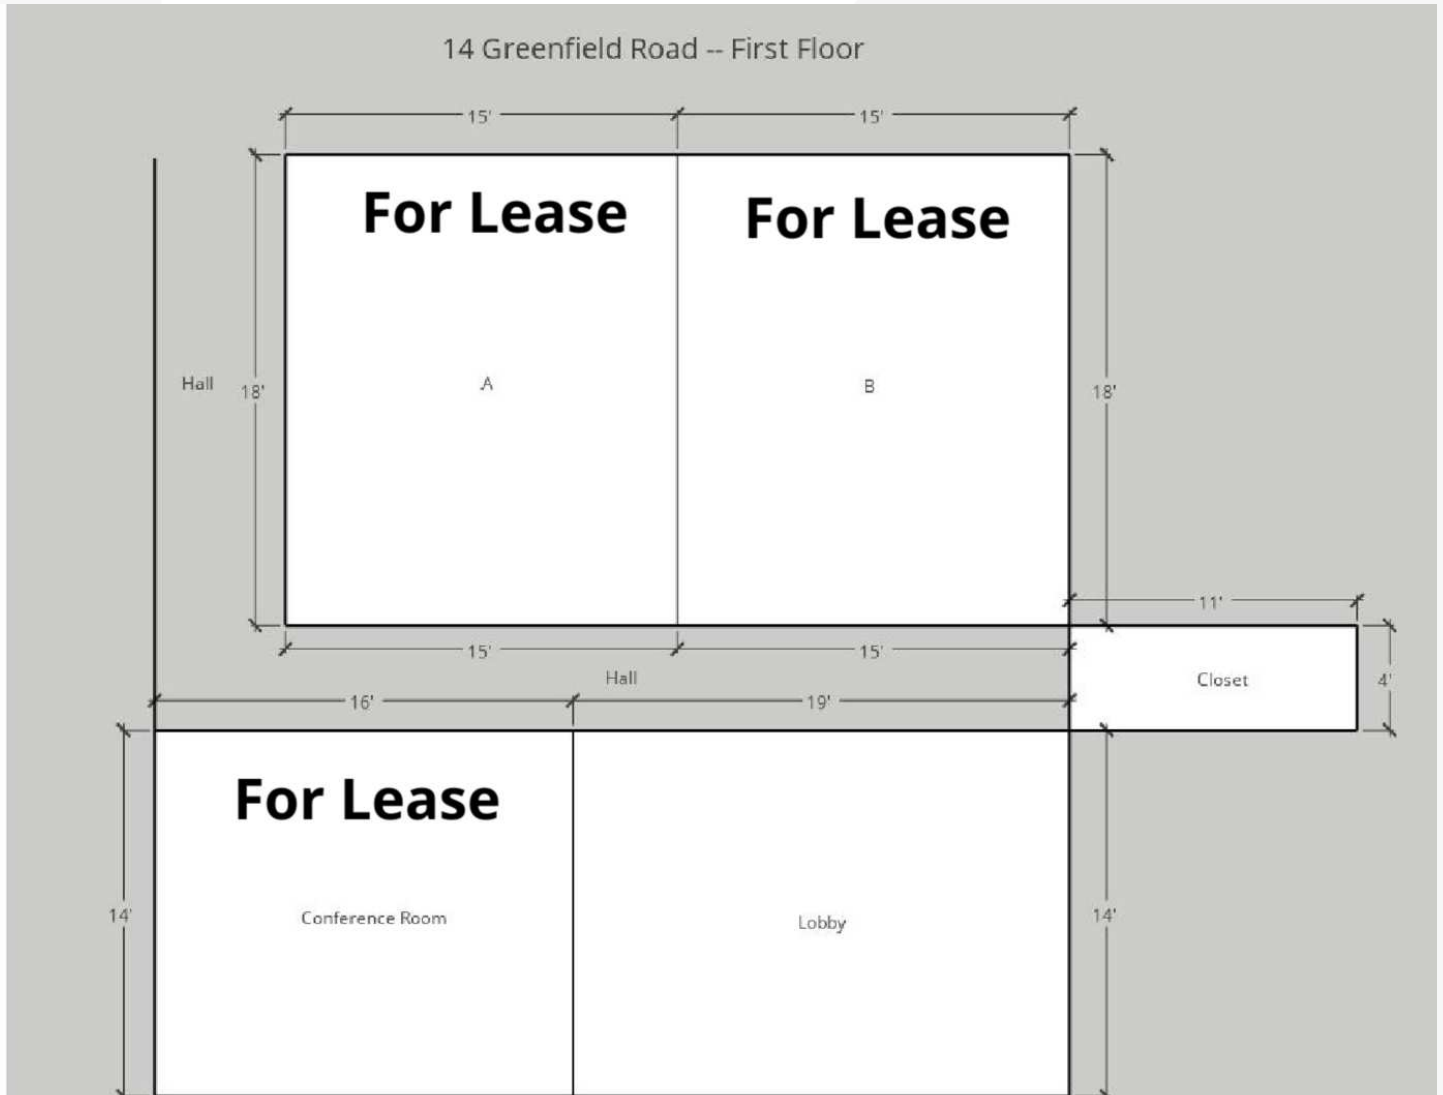 14 Greenfield Road -- First Floor
15' 15'
For Lease For Lease
Hall 18' A B 18'
11'
15' 15'
Hall Closet 4'
16' 19'
For Lease
14' Conference Room Lobby 14'